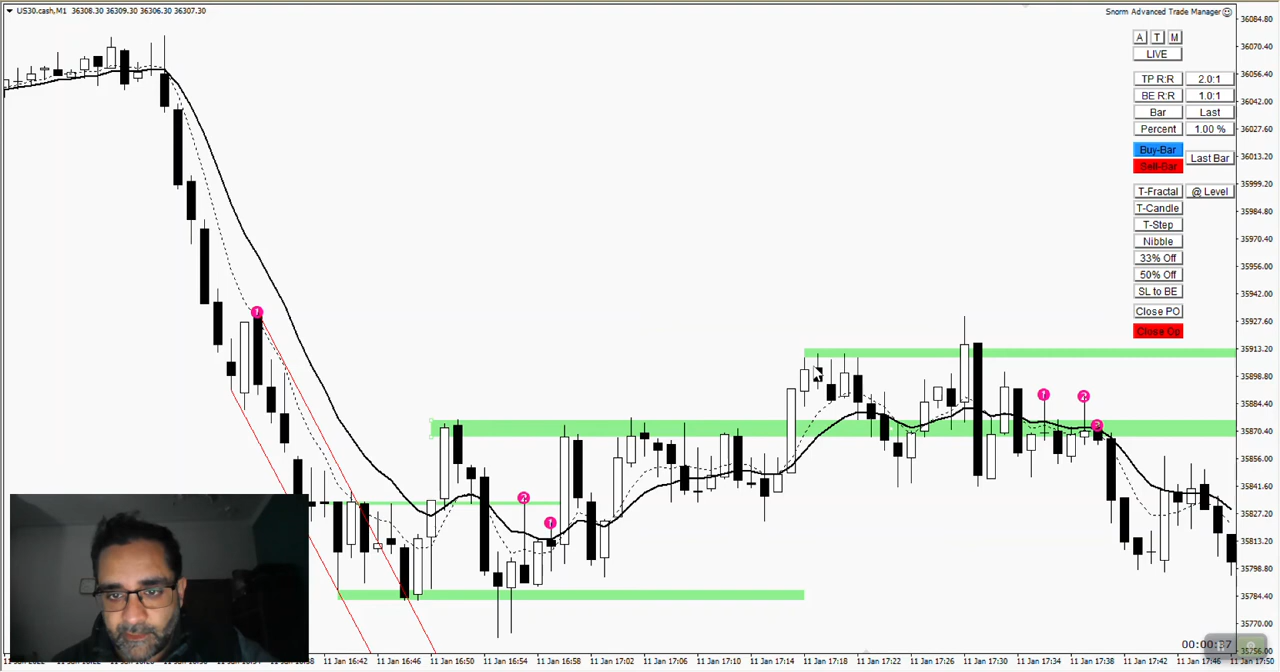 US30.cash,M1 36308.30 36309.30 36306.30 36307.30
Snorm Advanced Trade Manager
A T M
LIVE
TP R:R 2.0:1
BE R:R 1.0:1
Bar Last
Percent 1.00 %
Buy-Bar
Sell-Bar
Last Bar
T-Fractal @ Level
T-Candle
T-Step
Nibble
33% Off
50% Off
SL to BE
Close PO
Close Op
36084.80
36070.40
36056.40
36042.00
36027.60
36013.20
35999.20
35984.80
35970.40
35956.00
35942.00
35927.60
35913.20
35898.80
35884.40
35870.40
35856.00
35841.60
35827.20
35813.20
35798.80
35784.40
35770.00
35756.00
1
2
1
1
2
3
00:00:37
11 Jan 16:42 11 Jan 16:46 11 Jan 16:50 11 Jan 16:54 11 Jan 16:58 11 Jan 17:02 11 Jan 17:06 11 Jan 17:10 11 Jan 17:14 11 Jan 17:18 11 Jan 17:22 11 Jan 17:26 11 Jan 17:30 11 Jan 17:34 11 Jan 17:38 11 Jan 17:42 11 Jan 17:46